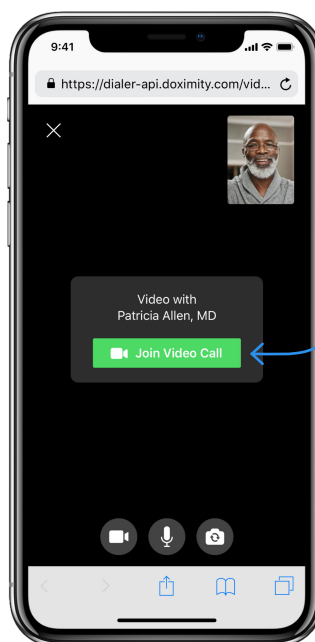 9:41
https://dialer-api.doximity.com/vid...
Video with
Patricia Allen, MD
Join Video Call